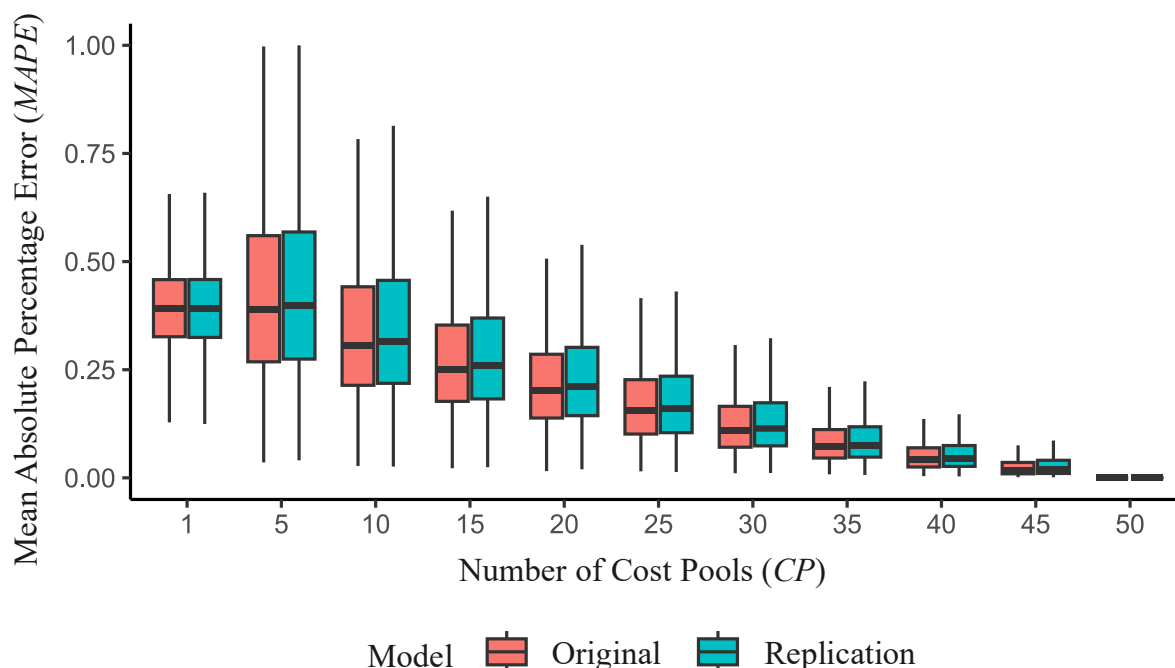 Mean Absolute Percentage Error (MAPE)
1.00
0.75
0.50
0.25
0.00
1 5 10 15 20 25 30 35 40 45 50
Number of Cost Pools (CP)
Model Original Replication